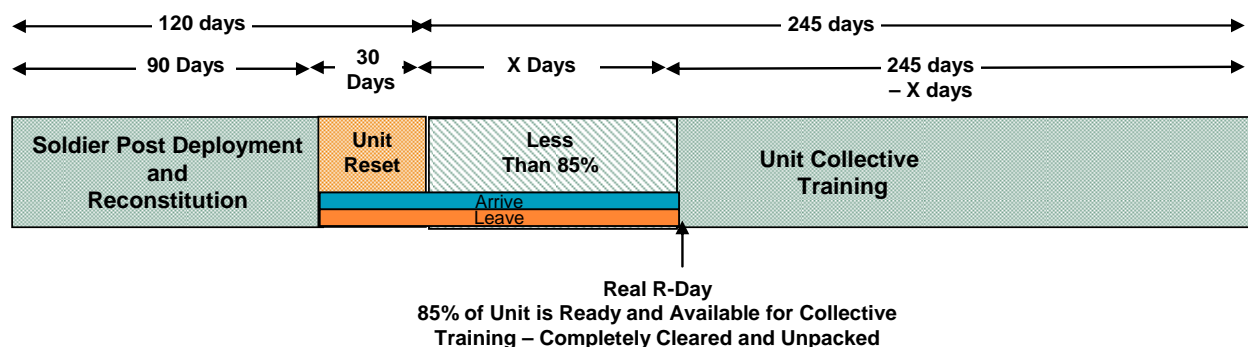 120 days
245 days
90 Days
30
Days
X Days
245 days
– X days
Soldier Post Deployment
and
Reconstitution
Unit
Reset
Less
Than 85%
Unit Collective
Training
Arrive
Leave
Real R-Day
85% of Unit is Ready and Available for Collective
Training – Completely Cleared and Unpacked